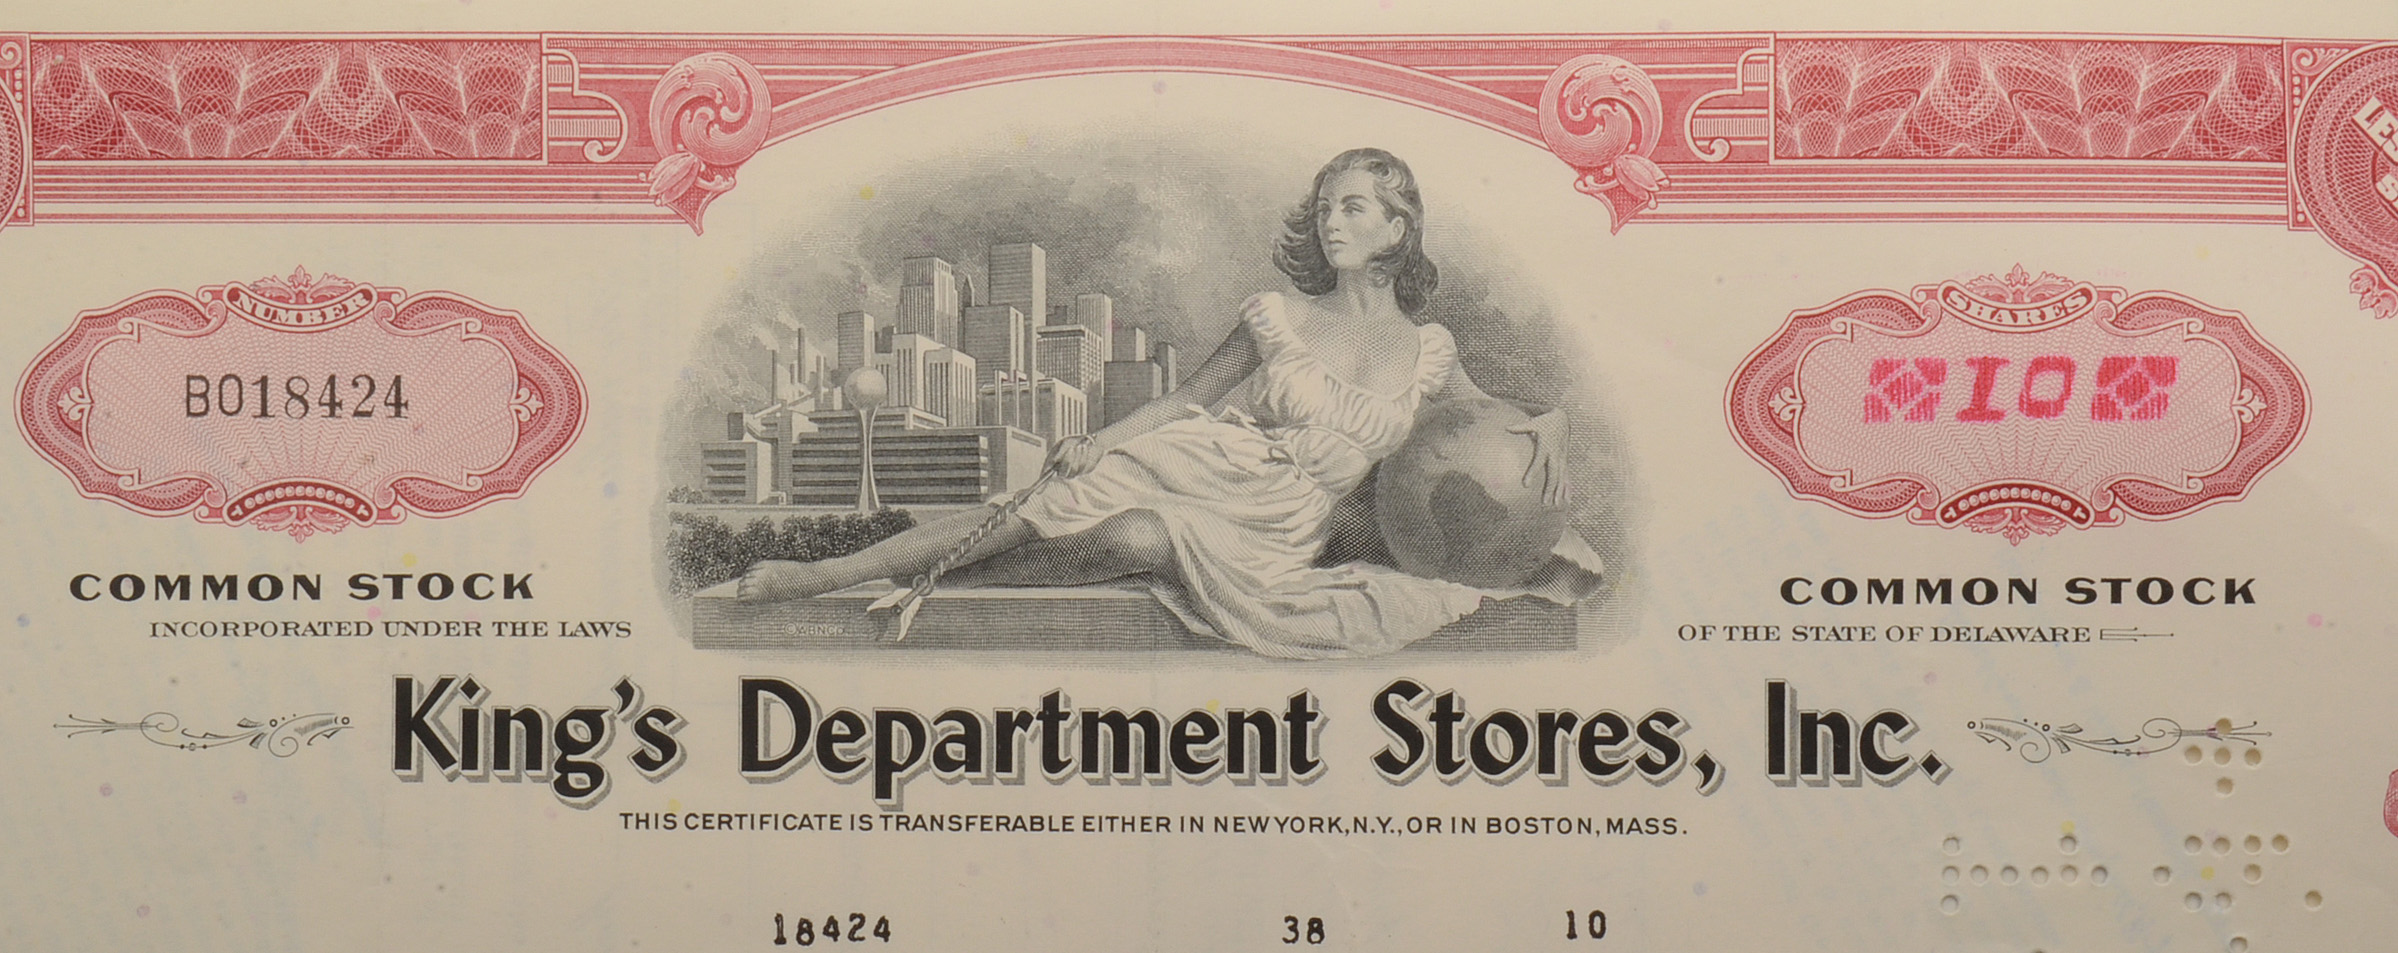 NUMBER
B018424
SHARES
10
COMMON STOCK
COMMON STOCK
INCORPORATED UNDER THE LAWS
OF THE STATE OF DELAWARE
©ABNCO
King's Department Stores, Inc.
THIS CERTIFICATE IS TRANSFERABLE EITHER IN NEW YORK, N.Y., OR IN BOSTON, MASS.
18424 38 10